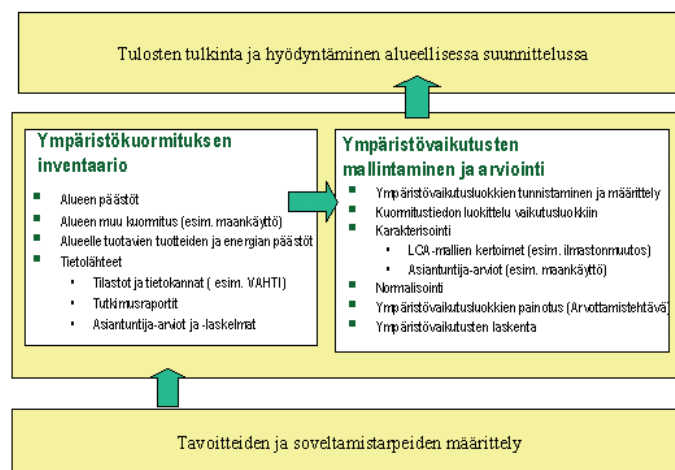 Tulosten tulkinta ja hyödyntäminen alueellisessa suunnittelussa
Ympäristökuormituksen
inventaario
Alueen päästöt
Alueen muu kuormitus (esim. maankäyttö)
Alueelle tuotavien tuotteiden ja energian päästöt
Tietolähteet
Tilastot ja tietokannat ( esim. VAHTI)
Tutkimusraportit
Asiantuntija-arviot ja -laskelmat
Ympäristövaikutusten
mallintaminen ja arviointi
Ympäristövaikutusluokkien tunnistaminen ja määrittely
Kuormitustiedon luokittelu vaikutusluokkiin
Karakterisointi
LCA-mallien kertoimet (esim. ilmastonmuutos)
Asiantuntija-arviot (esim. maankäyttö)
Normalisointi
Ympäristövaikutusluokkien painotus (Arvottamistehtävä)
Ympäristövaikutusten laskenta
Tavoitteiden ja soveltamistarpeiden määrittely